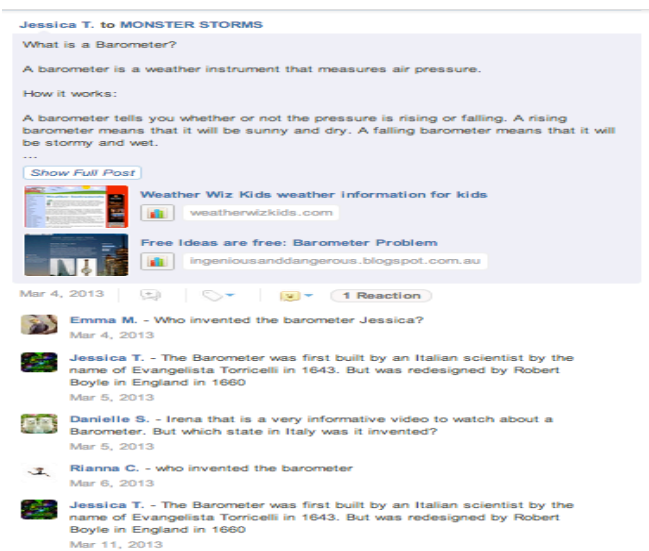 Jessica T. to MONSTER STORMS
What is a Barometer?
A barometer is a weather instrument that measures air pressure.
How it works:
A barometer tells you whether or not the pressure is rising or falling. A rising
barometer means that it will be sunny and dry. A falling barometer means that it will
be stormy and wet.
...
Show Full Post
Weather Wiz Kids weather information for kids
weatherwizkids.com
Free Ideas are free: Barometer Problem
ingeniousanddangerous.blogspot.com.au
Mar 4, 2013 1 Reaction
Emma M. - Who invented the barometer Jessica?
Mar 4, 2013
Jessica T. - The Barometer was first built by an Italian scientist by the
name of Evangelista Torricelli in 1643. But was redesigned by Robert
Boyle in England in 1660
Mar 5, 2013
Danielle S. - Irena that is a very informative video to watch about a
Barometer. But which state in Italy was it invented?
Mar 5, 2013
Rianna C. - who invented the barometer
Mar 6, 2013
Jessica T. - The Barometer was first built by an Italian scientist by the
name of Evangelista Torricelli in 1643. But was redesigned by Robert
Boyle in England in 1660
Mar 11, 2013